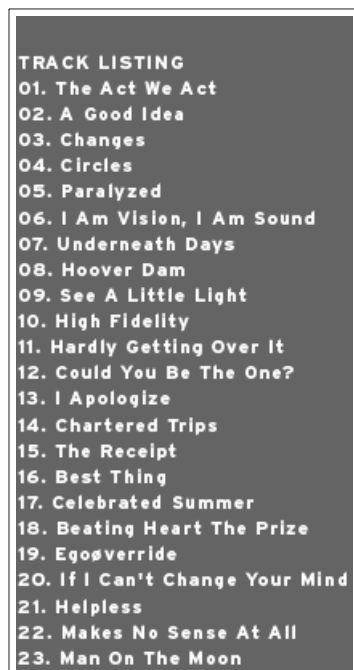 TRACK LISTING
01. The Act We Act
02. A Good Idea
03. Changes
04. Circles
05. Paralyzed
06. I Am Vision, I Am Sound
07. Underneath Days
08. Hoover Dam
09. See A Little Light
10. High Fidelity
11. Hardly Getting Over It
12. Could You Be The One?
13. I Apologize
14. Chartered Trips
15. The Receipt
16. Best Thing
17. Celebrated Summer
18. Beating Heart The Prize
19. Egoøverride
20. If I Can't Change Your Mind
21. Helpless
22. Makes No Sense At All
23. Man On The Moon